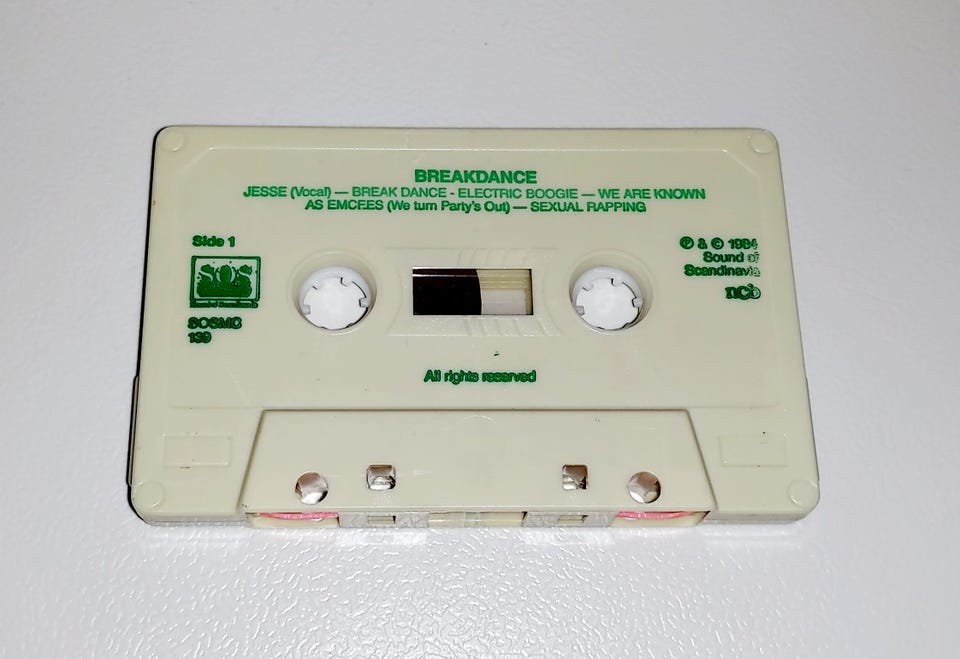 BREAKDANCE
JESSE (Vocal) — BREAK DANCE - ELECTRIC BOOGIE — WE ARE KNOWN
AS EMCEES (We turn Party's Out) — SEXUAL RAPPING
Side 1
SOS
SOSMC
139
℗ & © 1984
Sound of
Scandinavia
ncb
All rights reserved